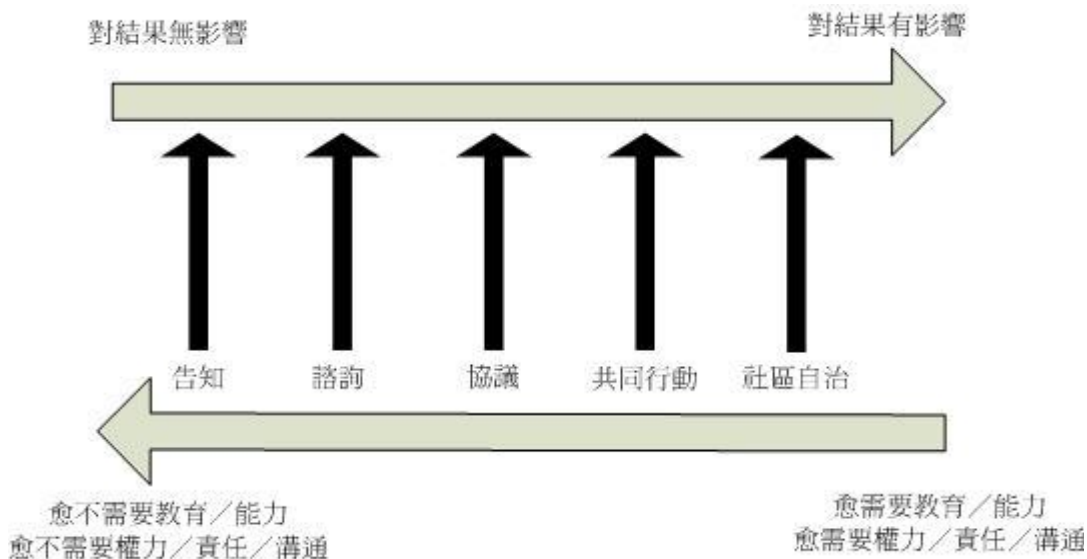 對結果無影響
對結果有影響
告知
諮詢
協議
共同行動
社區自治
愈不需要教育／能力
愈不需要權力／責任／溝通
愈需要教育／能力
愈需要權力／責任／溝通